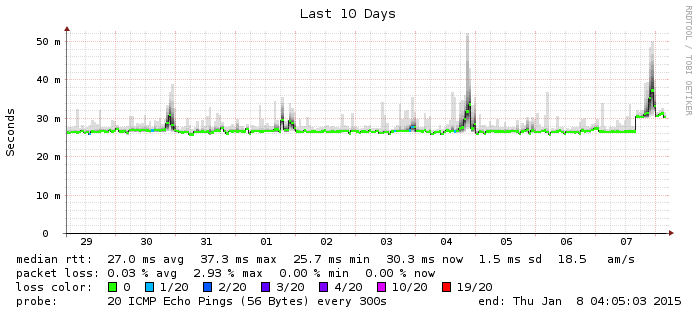 Last 10 Days
RRDTOOL / TOBI OETIKER
Seconds
50 m
40 m
30 m
20 m
10 m
0
29 30 31 01 02 03 04 05 06 07
median rtt: 27.0 ms avg 37.3 ms max 25.7 ms min 30.3 ms now 1.5 ms sd 18.5 am/s
packet loss: 0.03 % avg 2.93 % max 0.00 % min 0.00 % now
loss color: 0 1/20 2/20 3/20 4/20 10/20 19/20
probe: 20 ICMP Echo Pings (56 Bytes) every 300s end: Thu Jan 8 04:05:03 2015